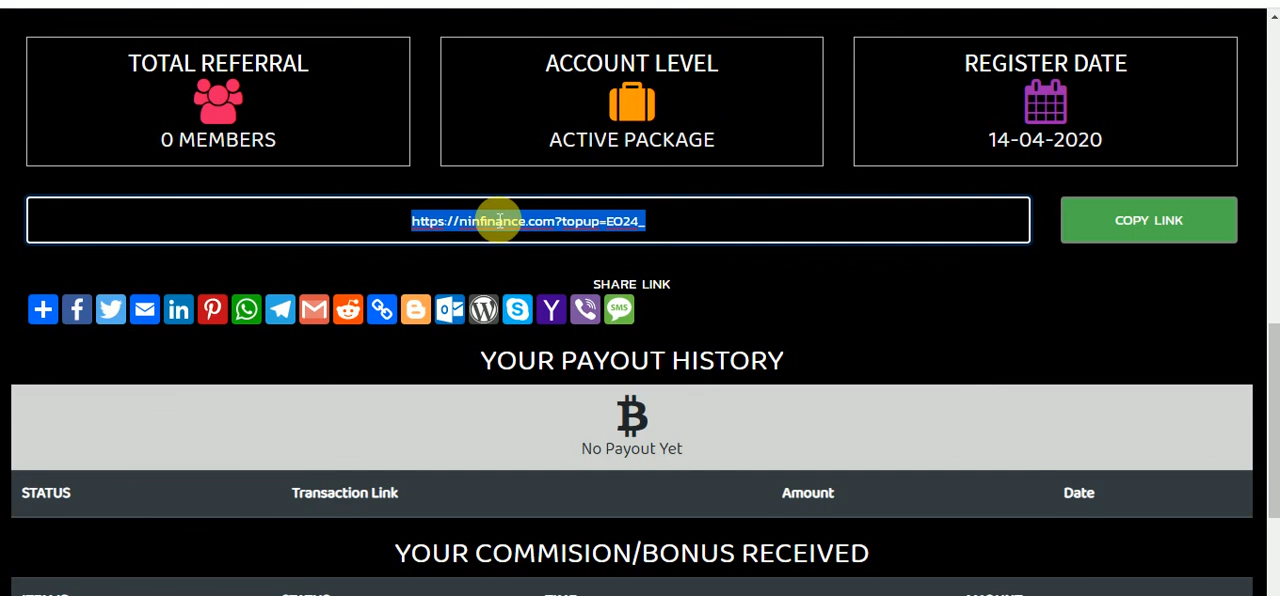 TOTAL REFERRAL
0 MEMBERS
ACCOUNT LEVEL
ACTIVE PACKAGE
REGISTER DATE
14-04-2020
https://ninfinance.com?topup=EO24_
COPY LINK
SHARE LINK
SMS
YOUR PAYOUT HISTORY
No Payout Yet
STATUS Transaction Link Amount Date
YOUR COMMISION/BONUS RECEIVED